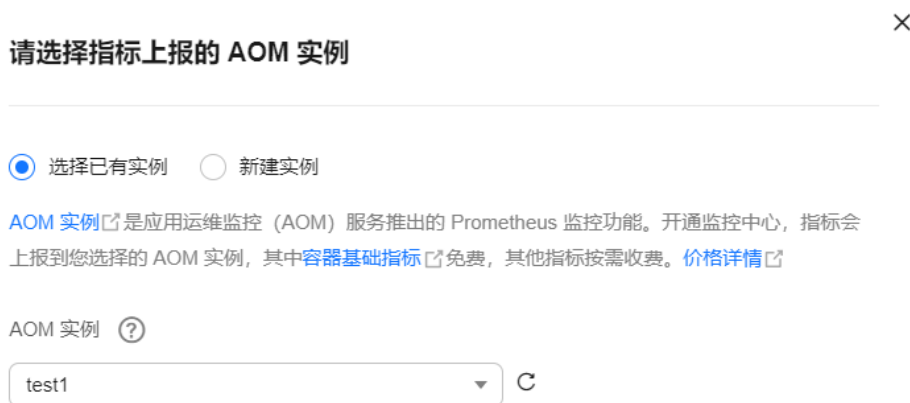 请选择指标上报的 AOM 实例
选择已有实例 新建实例
AOM 实例是应用运维监控（AOM）服务推出的 Prometheus 监控功能。开通监控中心，指标会
上报到您选择的 AOM 实例，其中容器基础指标免费，其他指标按需收费。价格详情
AOM 实例
test1